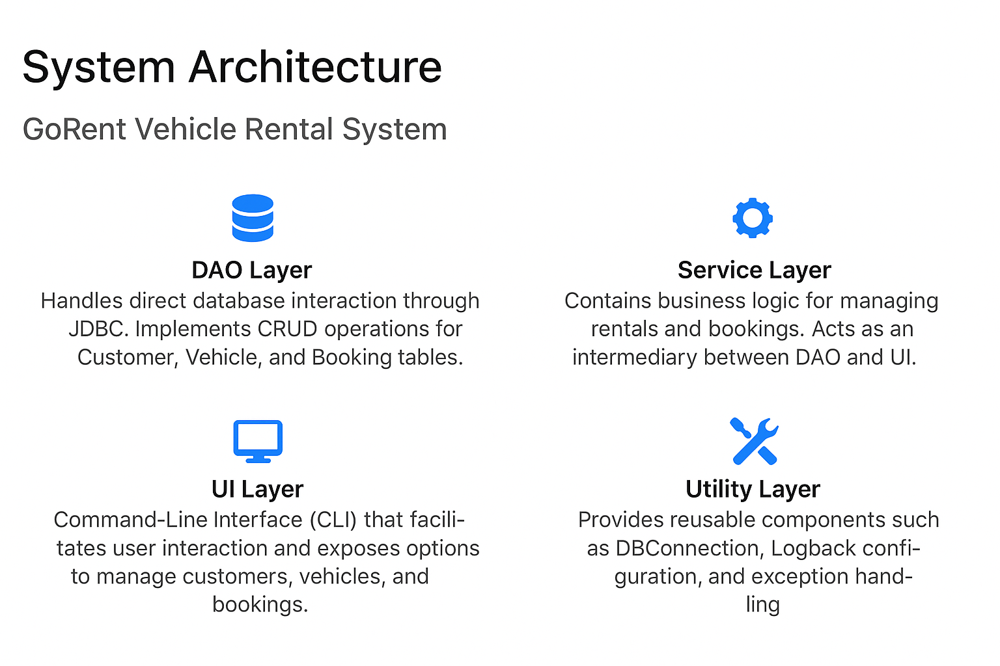 System Architecture
GoRent Vehicle Rental System
DAO Layer
Handles direct database interaction through
JDBC. Implements CRUD operations for
Customer, Vehicle, and Booking tables.
Service Layer
Contains business logic for managing
rentals and bookings. Acts as an
intermediary between DAO and UI.
UI Layer
Command-Line Interface (CLI) that facili-
tates user interaction and exposes options
to manage customers, vehicles, and
bookings.
Utility Layer
Provides reusable components such
as DBConnection, Logback confi-
guration, and exception hand-
ling